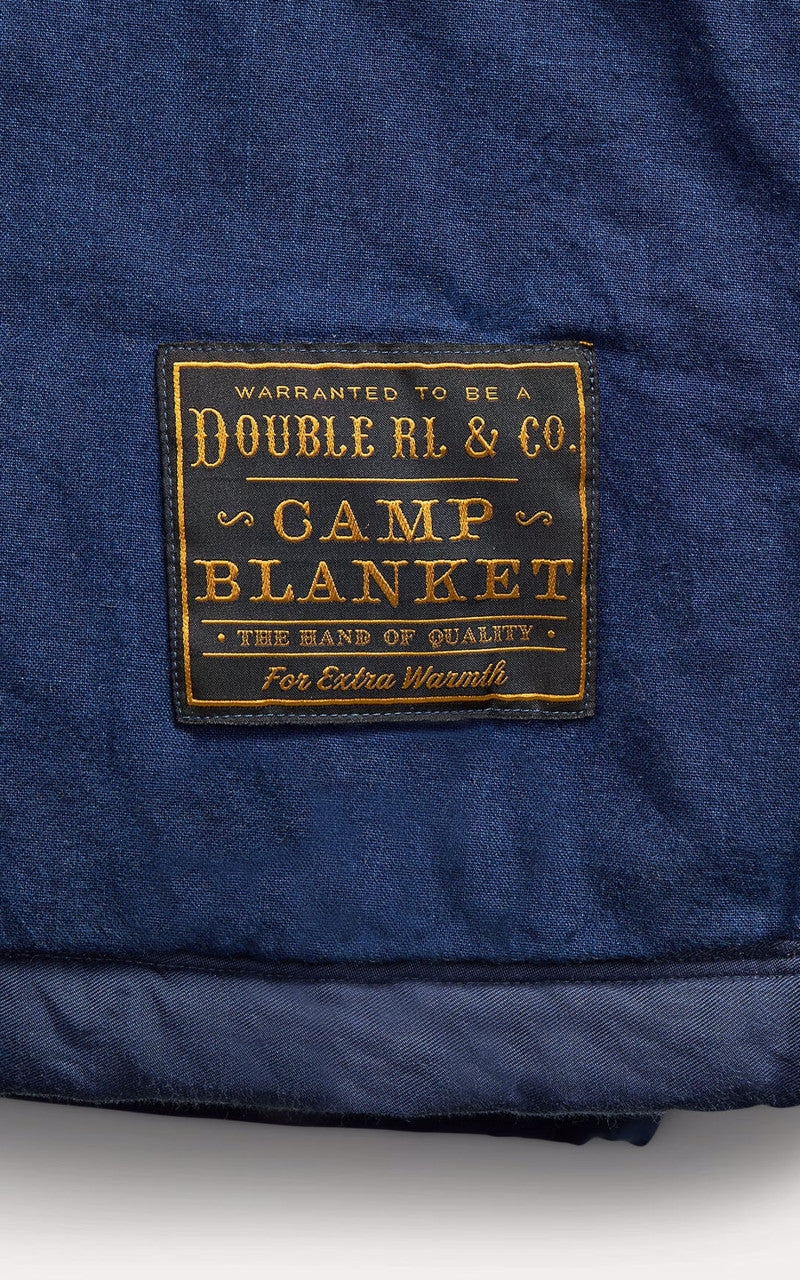 WARRANTED TO BE A
DOUBLE RL & CO.
~ CAMP ~
BLANKET
• THE HAND OF QUALITY •
For Extra Warmth